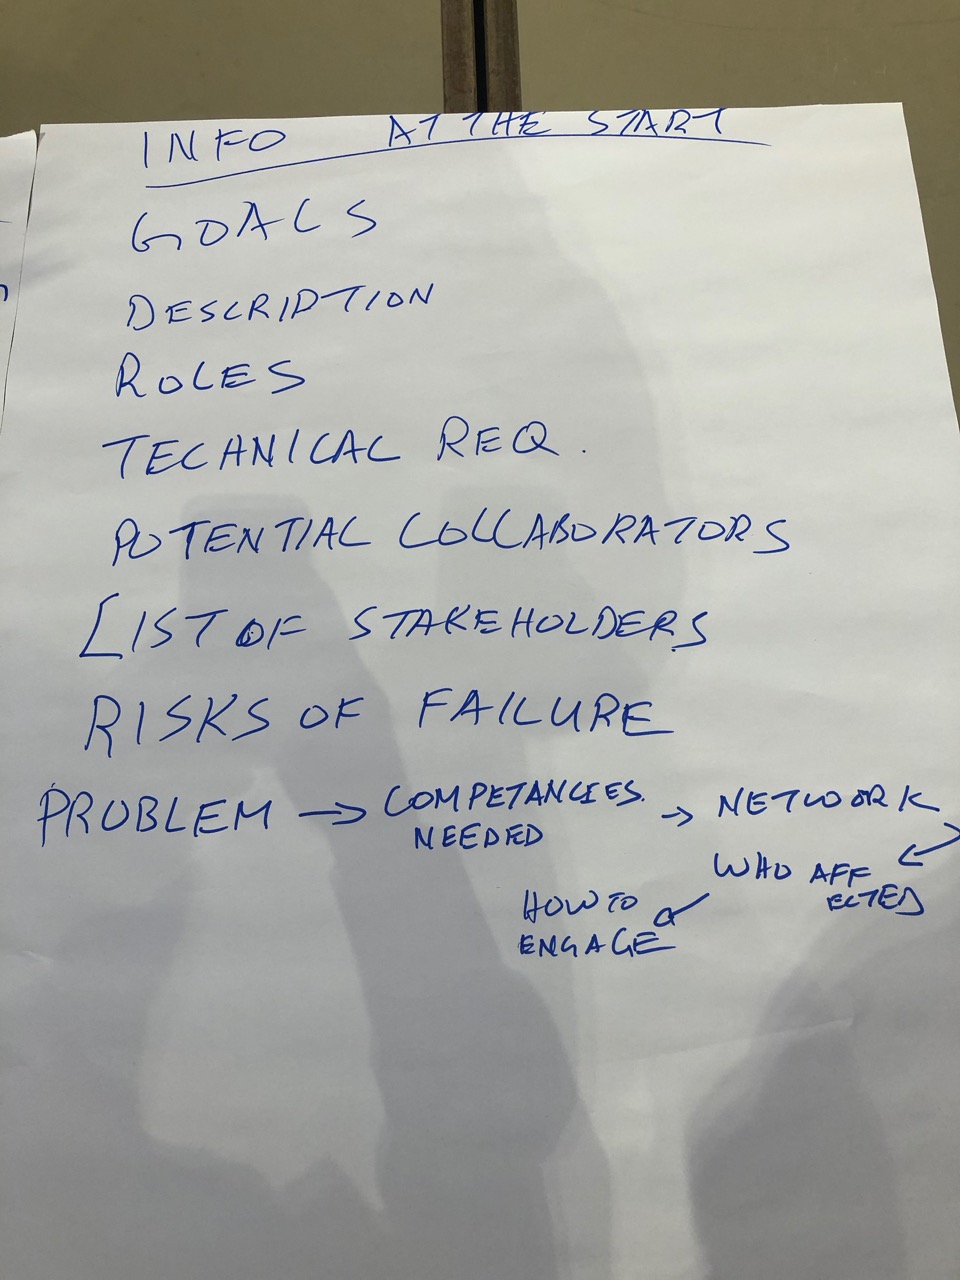 INFO AT THE START
GOALS
DESCRIPTION
ROLES
TECHNICAL REQ.
POTENTIAL COLLABORATORS
LIST OF STAKEHOLDERS
RISKS OF FAILURE
PROBLEM → COMPETANCIES NEEDED → NETWORK
WHO AFFECTED
HOW TO
ENGAGE